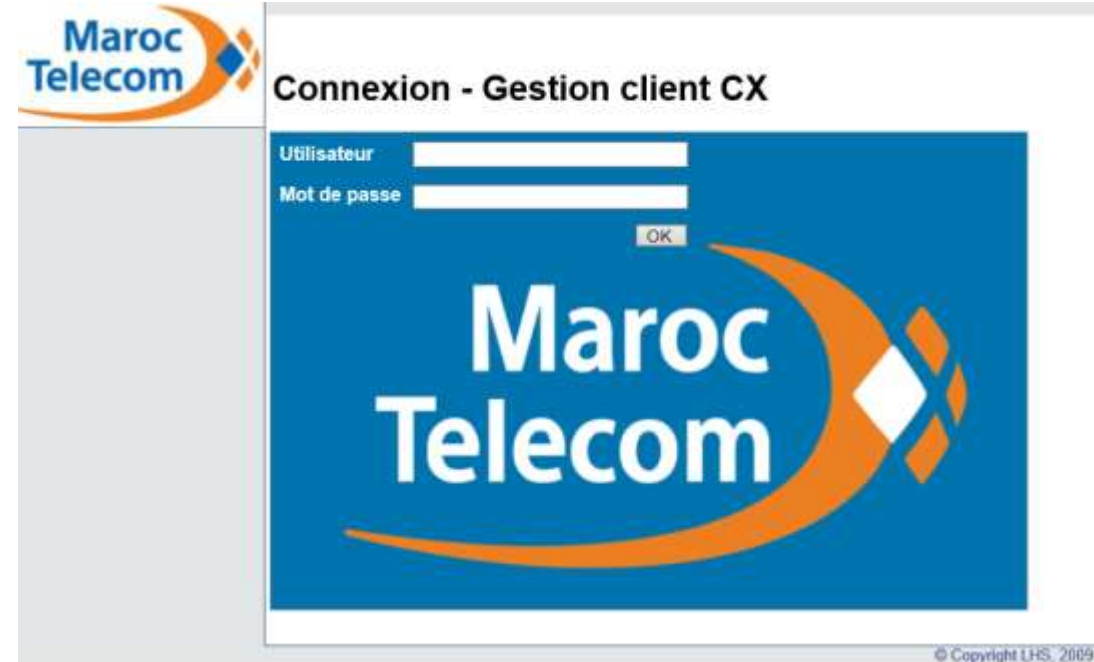 Maroc
Telecom
Connexion - Gestion client CX
Utilisateur
Mot de passe
OK
Maroc
Telecom
© Copyright LHS, 2009